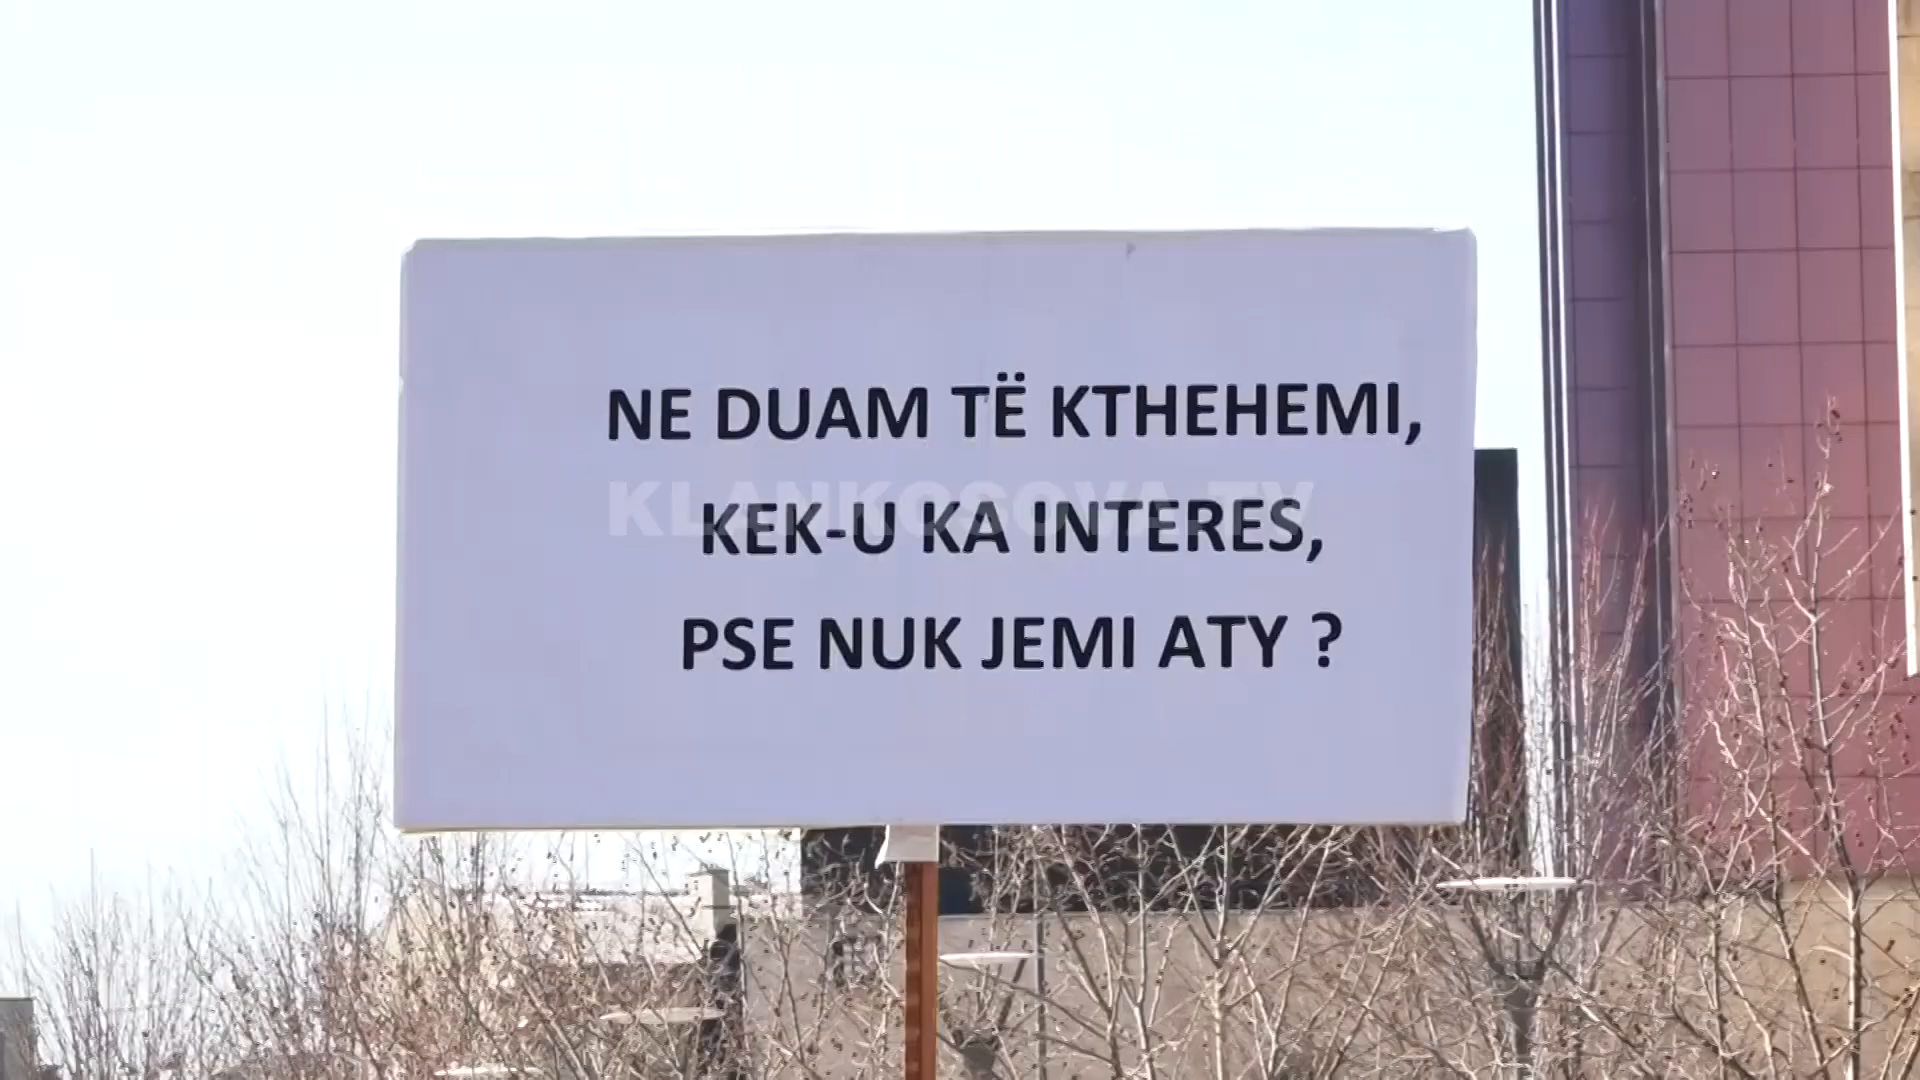 NE DUAM TË KTHEHEMI,
KLANKOSOVA.TV
KEK-U KA INTERES,
PSE NUK JEMI ATY ?